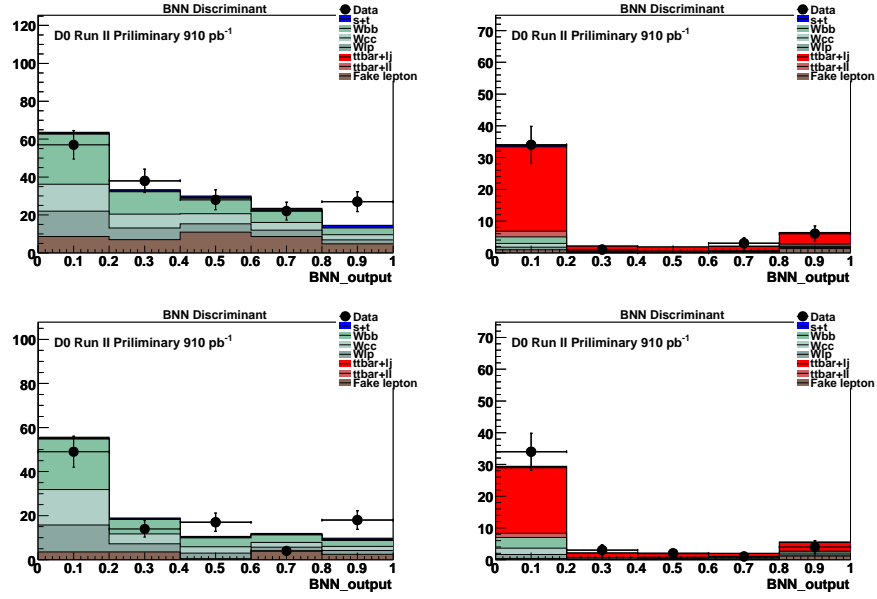 BNN Discriminant
D0 Run II Priliminary 910 pb-1
Data
s+t
Wbb
Wcc
Wlp
ttbar+lj
ttbar+ll
Fake lepton
120
100
80
60
40
20
0
0 0.1 0.2 0.3 0.4 0.5 0.6 0.7 0.8 0.9 1
BNN_output
BNN Discriminant
D0 Run II Priliminary 910 pb-1
Data
s+t
Wbb
Wcc
Wlp
ttbar+lj
ttbar+ll
Fake lepton
70
60
50
40
30
20
10
0
0 0.1 0.2 0.3 0.4 0.5 0.6 0.7 0.8 0.9 1
BNN_output
BNN Discriminant
D0 Run II Priliminary 910 pb-1
Data
s+t
Wbb
Wcc
Wlp
ttbar+lj
ttbar+ll
Fake lepton
100
80
60
40
20
0
0 0.1 0.2 0.3 0.4 0.5 0.6 0.7 0.8 0.9 1
BNN_output
BNN Discriminant
D0 Run II Priliminary 910 pb-1
Data
s+t
Wbb
Wcc
Wlp
ttbar+lj
ttbar+ll
Fake lepton
70
60
50
40
30
20
10
0
0 0.1 0.2 0.3 0.4 0.5 0.6 0.7 0.8 0.9 1
BNN_output